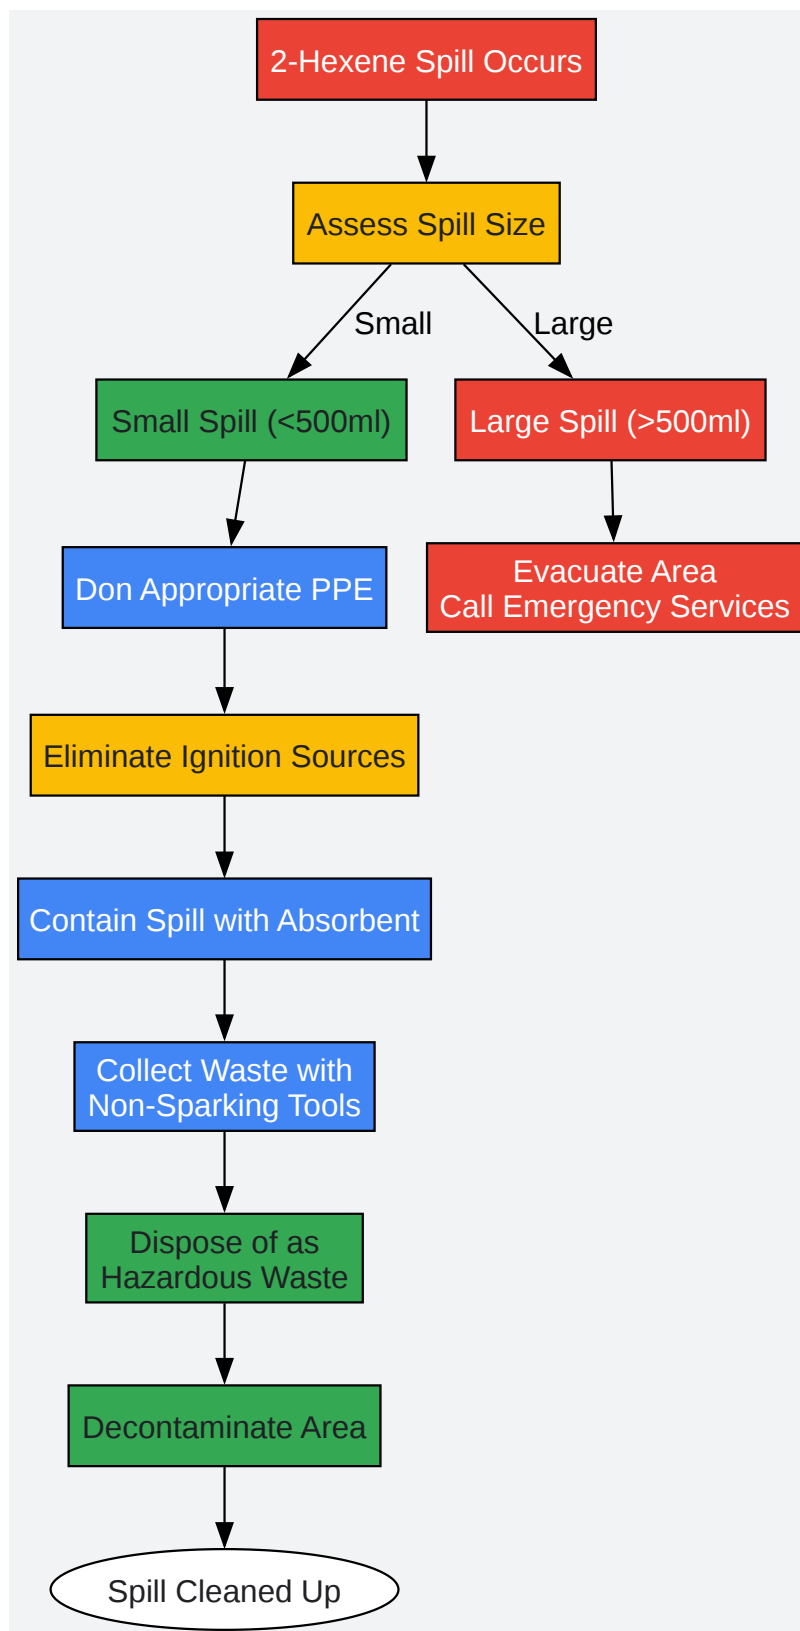 2-Hexene Spill Occurs
Assess Spill Size
Small
Large
Small Spill (<500ml)
Large Spill (>500ml)
Don Appropriate PPE
Evacuate Area
Call Emergency Services
Eliminate Ignition Sources
Contain Spill with Absorbent
Collect Waste with
Non-Sparking Tools
Dispose of as
Hazardous Waste
Decontaminate Area
Spill Cleaned Up